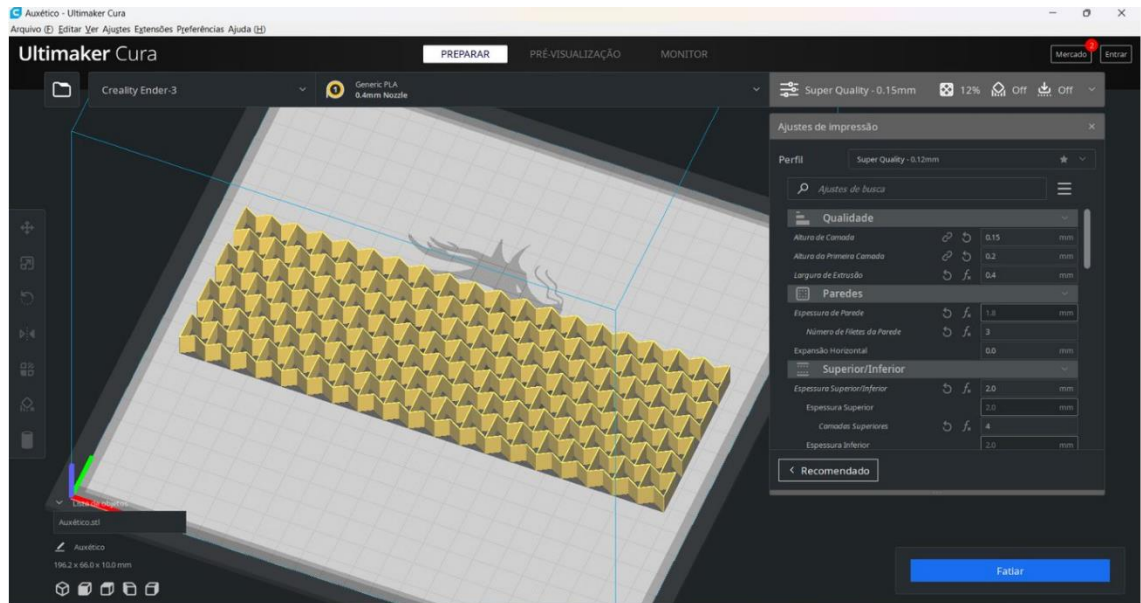 Auxético - Ultimaker Cura
Arquivo (F) Editar Ver Ajustes Extensões Preferências Ajuda (H)
Ultimaker Cura
PREPARAR PRÉ-VISUALIZAÇÃO MONITOR
Mercado 2 Entrar
Creality Ender-3
1 Generic PLA
0.4mm Nozzle
Super Quality - 0.15mm 12% Off Off
Ajustes de impressão
Perfil Super Quality - 0.12mm
Ajustes de busca
Qualidade
Altura de Camada 0.15 mm
Altura da Primeira Camada 0.2 mm
Largura de Extrusão 0.4 mm
Paredes
Espessura de Parede 1.8 mm
Número de Filetes da Parede 3
Expansão Horizontal 0.0 mm
Superior/Inferior
Espessura Superior/Inferior 2.0 mm
Espessura Superior 2.0 mm
Camadas Superiores 4
Espessura Inferior 2.0 mm
Recomendado
Lista de objetos
Auxético.stl
Auxético
196.2 x 66.0 x 10.0 mm
Fatiar